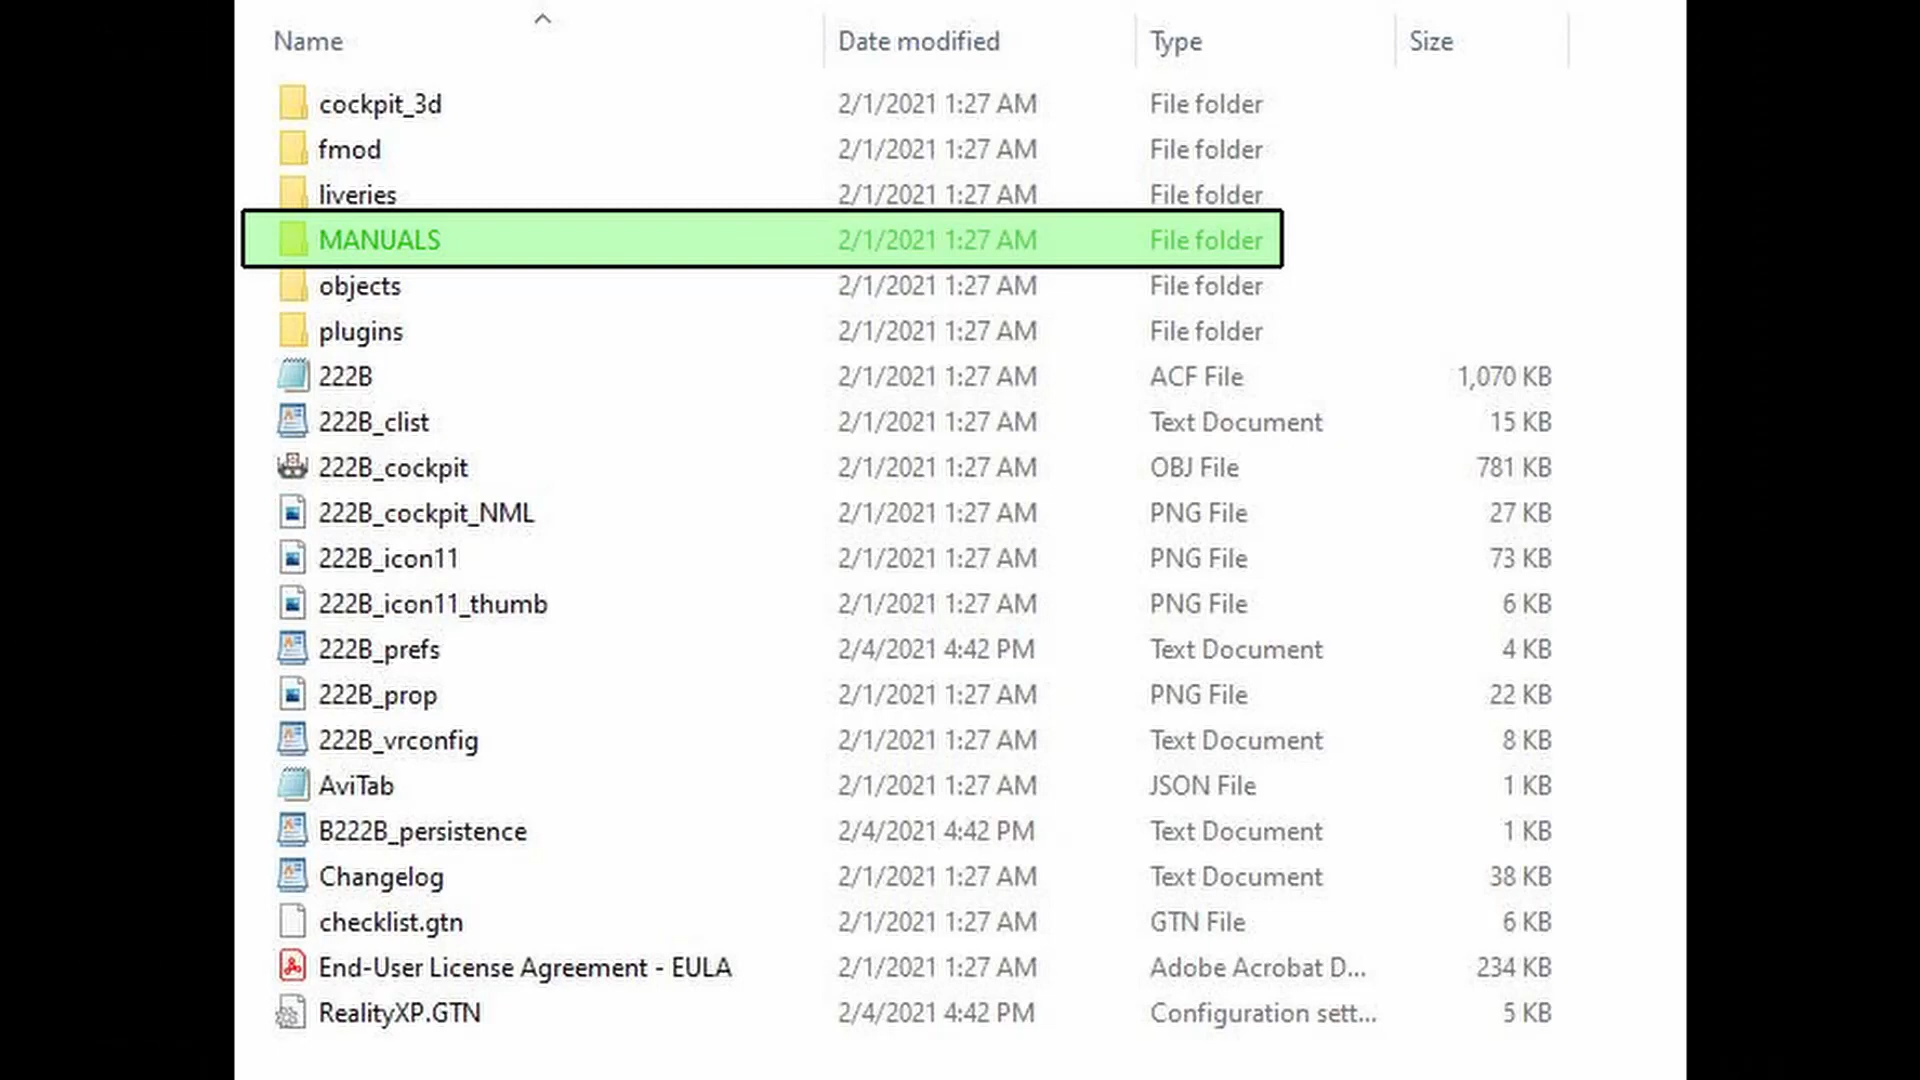 Name Date modified Type Size
cockpit_3d 2/1/2021 1:27 AM File folder
fmod 2/1/2021 1:27 AM File folder
liveries 2/1/2021 1:27 AM File folder
MANUALS 2/1/2021 1:27 AM File folder
objects 2/1/2021 1:27 AM File folder
plugins 2/1/2021 1:27 AM File folder
222B 2/1/2021 1:27 AM ACF File 1,070 KB
222B_clist 2/1/2021 1:27 AM Text Document 15 KB
222B_cockpit 2/1/2021 1:27 AM OBJ File 781 KB
222B_cockpit_NML 2/1/2021 1:27 AM PNG File 27 KB
222B_icon11 2/1/2021 1:27 AM PNG File 73 KB
222B_icon11_thumb 2/1/2021 1:27 AM PNG File 6 KB
222B_prefs 2/4/2021 4:42 PM Text Document 4 KB
222B_prop 2/1/2021 1:27 AM PNG File 22 KB
222B_vrconfig 2/1/2021 1:27 AM Text Document 8 KB
AviTab 2/1/2021 1:27 AM JSON File 1 KB
B222B_persistence 2/4/2021 4:42 PM Text Document 1 KB
Changelog 2/1/2021 1:27 AM Text Document 38 KB
checklist.gtn 2/1/2021 1:27 AM GTN File 6 KB
End-User License Agreement - EULA 2/1/2021 1:27 AM Adobe Acrobat D... 234 KB
RealityXP.GTN 2/4/2021 4:42 PM Configuration sett... 5 KB